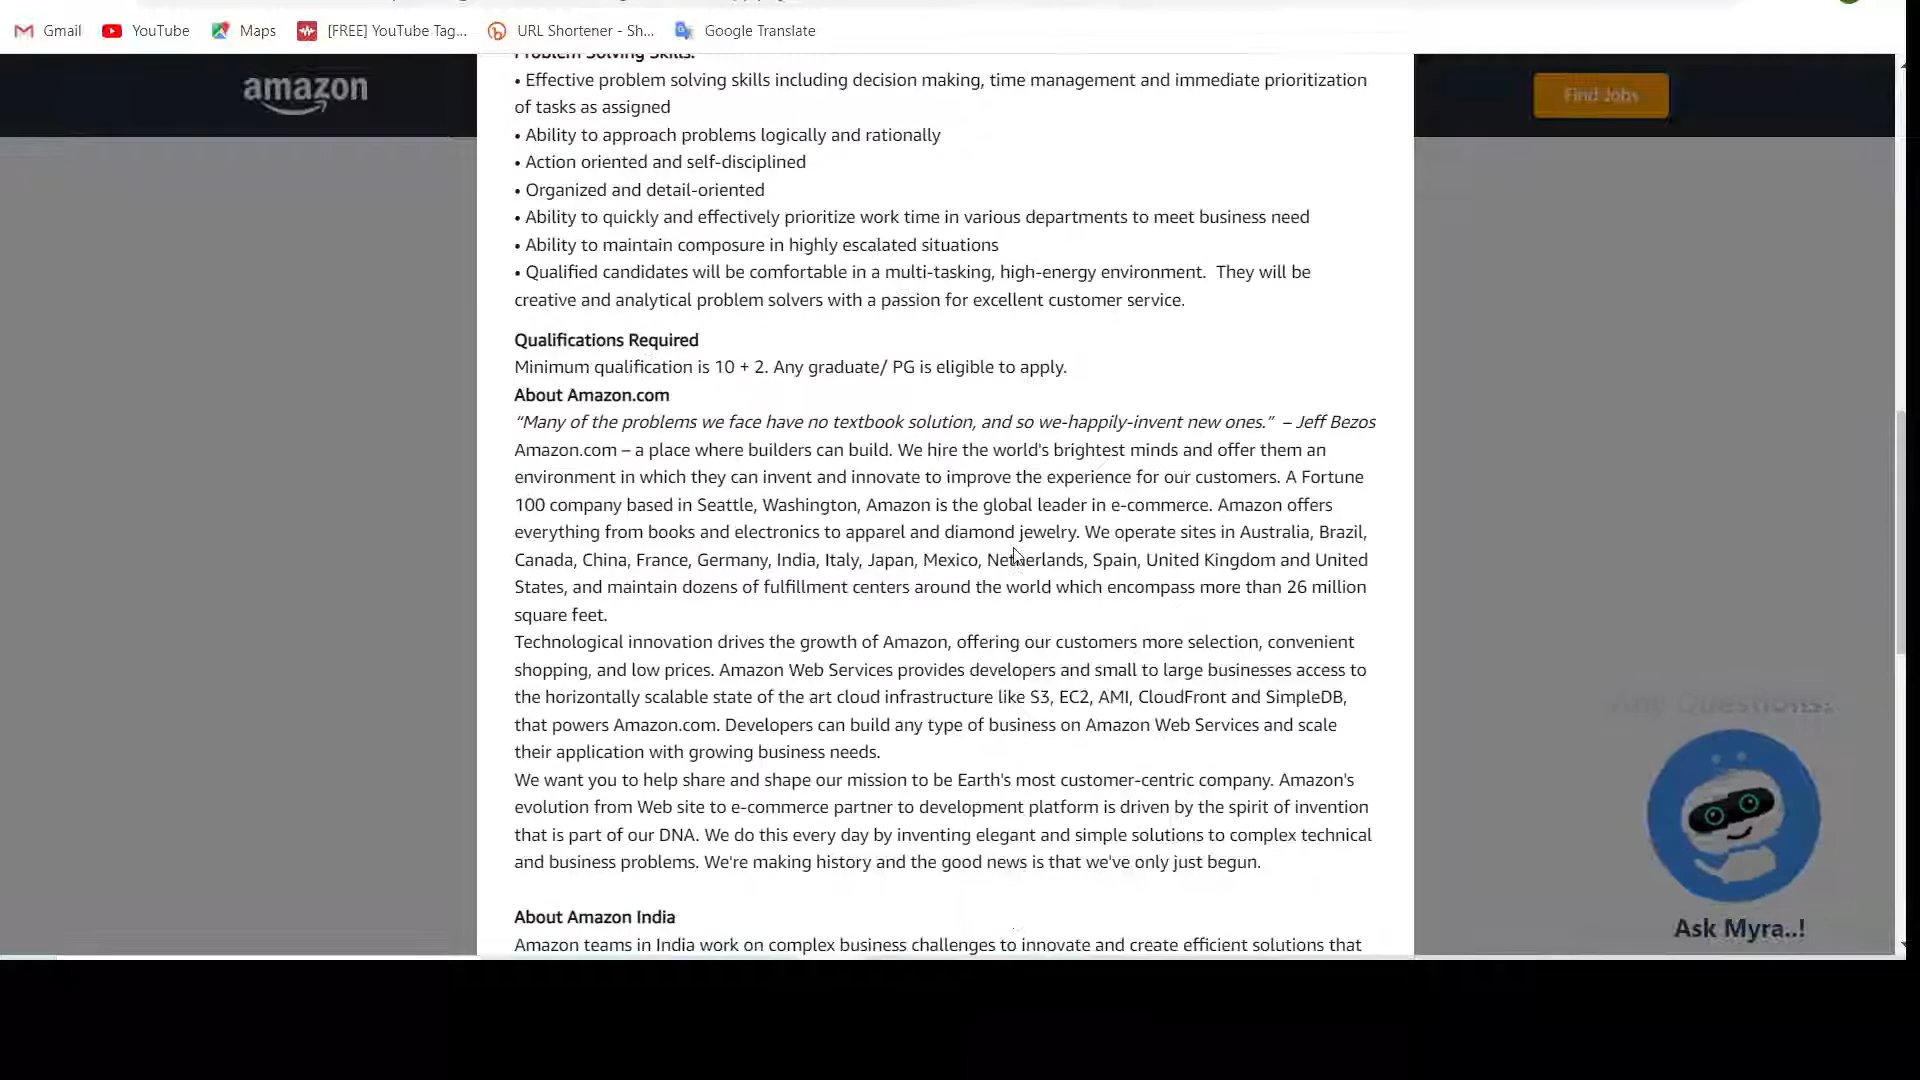 Gmail YouTube Maps [FREE] YouTube Tag... URL Shortener - Sh... Google Translate
Problem Solving Skills:
amazon
Find Jobs
• Effective problem solving skills including decision making, time management and immediate prioritization
of tasks as assigned
• Ability to approach problems logically and rationally
• Action oriented and self-disciplined
• Organized and detail-oriented
• Ability to quickly and effectively prioritize work time in various departments to meet business need
• Ability to maintain composure in highly escalated situations
• Qualified candidates will be comfortable in a multi-tasking, high-energy environment.  They will be
creative and analytical problem solvers with a passion for excellent customer service.
Qualifications Required
Minimum qualification is 10 + 2. Any graduate/ PG is eligible to apply.
About Amazon.com
“Many of the problems we face have no textbook solution, and so we-happily-invent new ones.”  – Jeff Bezos
Amazon.com – a place where builders can build. We hire the world's brightest minds and offer them an
environment in which they can invent and innovate to improve the experience for our customers. A Fortune
100 company based in Seattle, Washington, Amazon is the global leader in e-commerce. Amazon offers
everything from books and electronics to apparel and diamond jewelry. We operate sites in Australia, Brazil,
Canada, China, France, Germany, India, Italy, Japan, Mexico, Netherlands, Spain, United Kingdom and United
States, and maintain dozens of fulfillment centers around the world which encompass more than 26 million
square feet.
Technological innovation drives the growth of Amazon, offering our customers more selection, convenient
shopping, and low prices. Amazon Web Services provides developers and small to large businesses access to
the horizontally scalable state of the art cloud infrastructure like S3, EC2, AMI, CloudFront and SimpleDB,
that powers Amazon.com. Developers can build any type of business on Amazon Web Services and scale
their application with growing business needs.
We want you to help share and shape our mission to be Earth's most customer-centric company. Amazon's
evolution from Web site to e-commerce partner to development platform is driven by the spirit of invention
that is part of our DNA. We do this every day by inventing elegant and simple solutions to complex technical
and business problems. We're making history and the good news is that we've only just begun.
About Amazon India
Amazon teams in India work on complex business challenges to innovate and create efficient solutions that
Any Questions:
Ask Myra..!